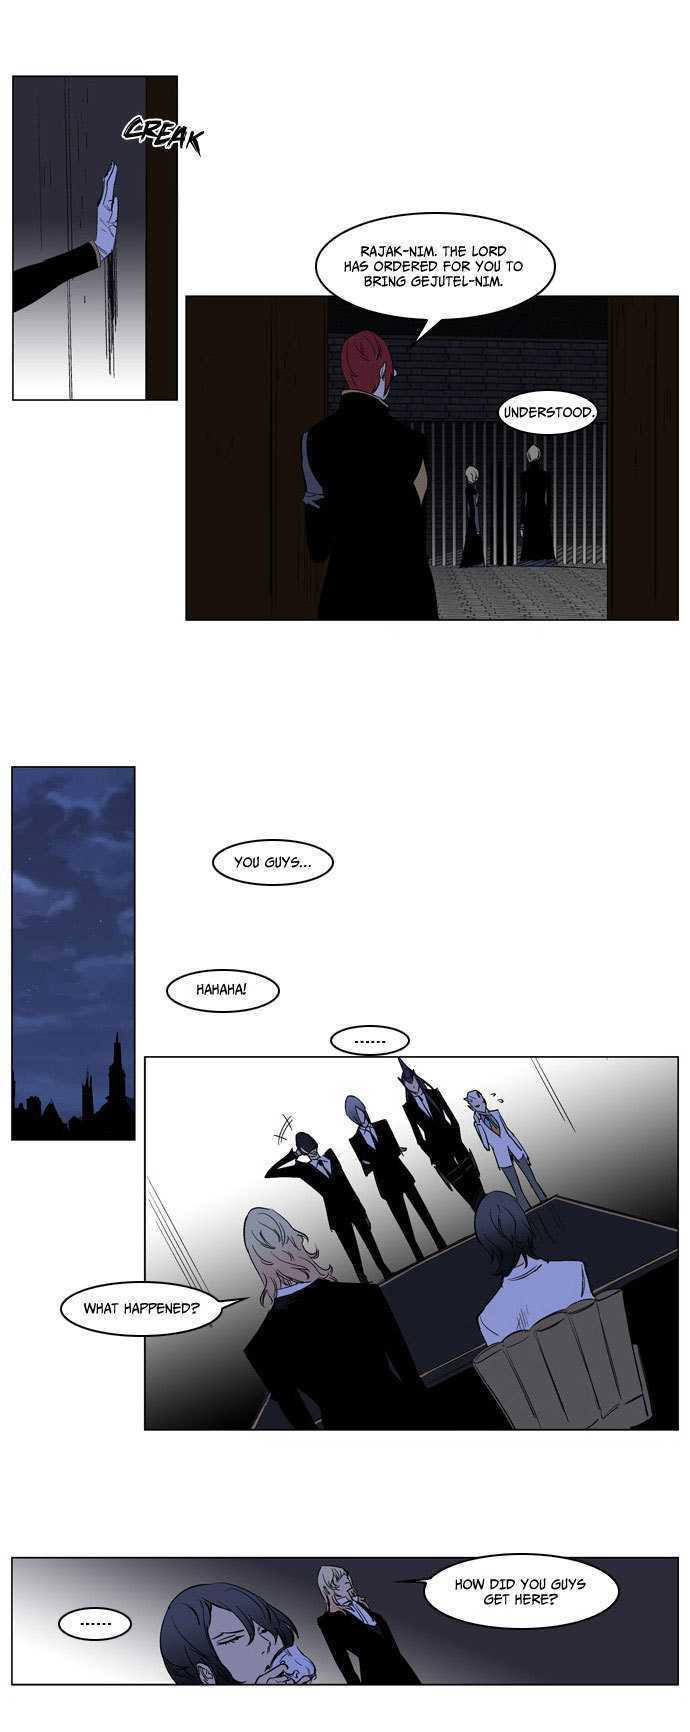 CREAK
RAJAK-NIM. THE LORD
HAS ORDERED FOR YOU TO
BRING GEJUTEL-NIM.
UNDERSTOOD.
YOU GUYS...
HAHAHA!
......
WHAT HAPPENED?
HOW DID YOU GUYS
GET HERE?
......